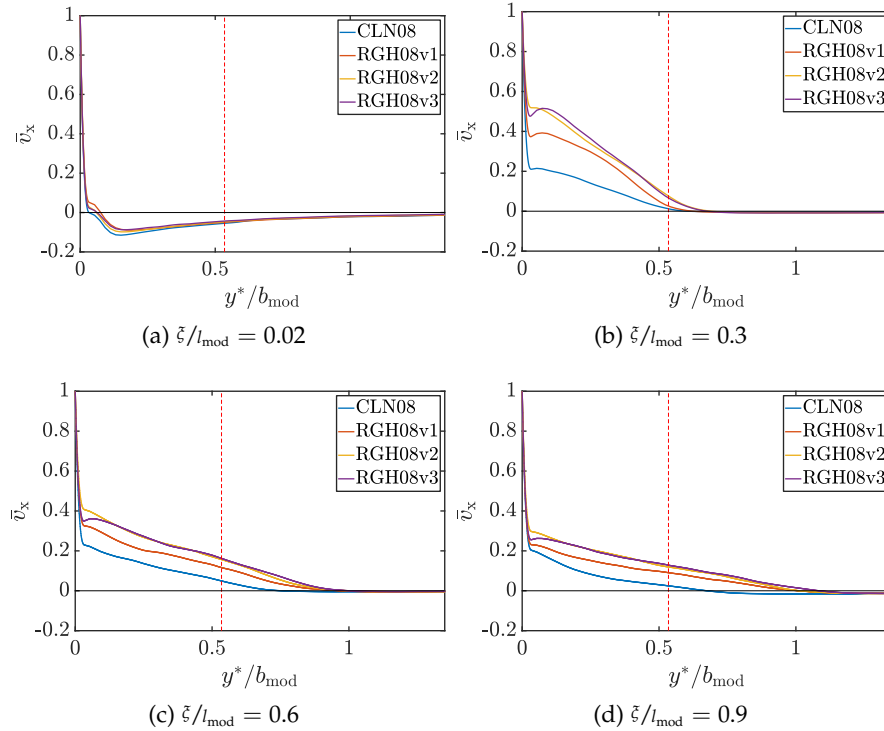 1
0.8
0.6
0.4
0.2
0
-0.2
v̄x
0
0.5
1
y*/bmod
CLN08
RGH08v1
RGH08v2
RGH08v3
(a) ξ/lmod = 0.02
1
0.8
0.6
0.4
0.2
0
-0.2
v̄x
0
0.5
1
y*/bmod
CLN08
RGH08v1
RGH08v2
RGH08v3
(b) ξ/lmod = 0.3
1
0.8
0.6
0.4
0.2
0
-0.2
v̄x
0
0.5
1
y*/bmod
CLN08
RGH08v1
RGH08v2
RGH08v3
(c) ξ/lmod = 0.6
1
0.8
0.6
0.4
0.2
0
-0.2
v̄x
0
0.5
1
y*/bmod
CLN08
RGH08v1
RGH08v2
RGH08v3
(d) ξ/lmod = 0.9